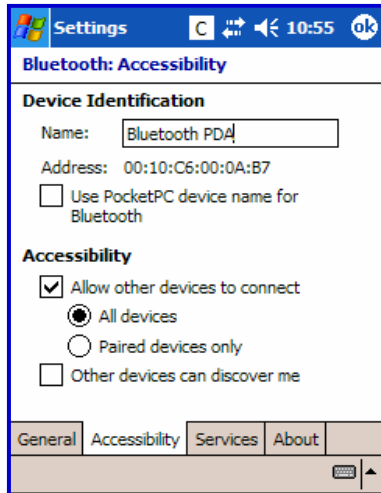 Settings C 10:55 ok
Bluetooth: Accessibility
Device Identification
Name: Bluetooth PDA
Address: 00:10:C6:00:0A:B7
Use PocketPC device name for
Bluetooth
Accessibility
Allow other devices to connect
All devices
Paired devices only
Other devices can discover me
General Accessibility Services About